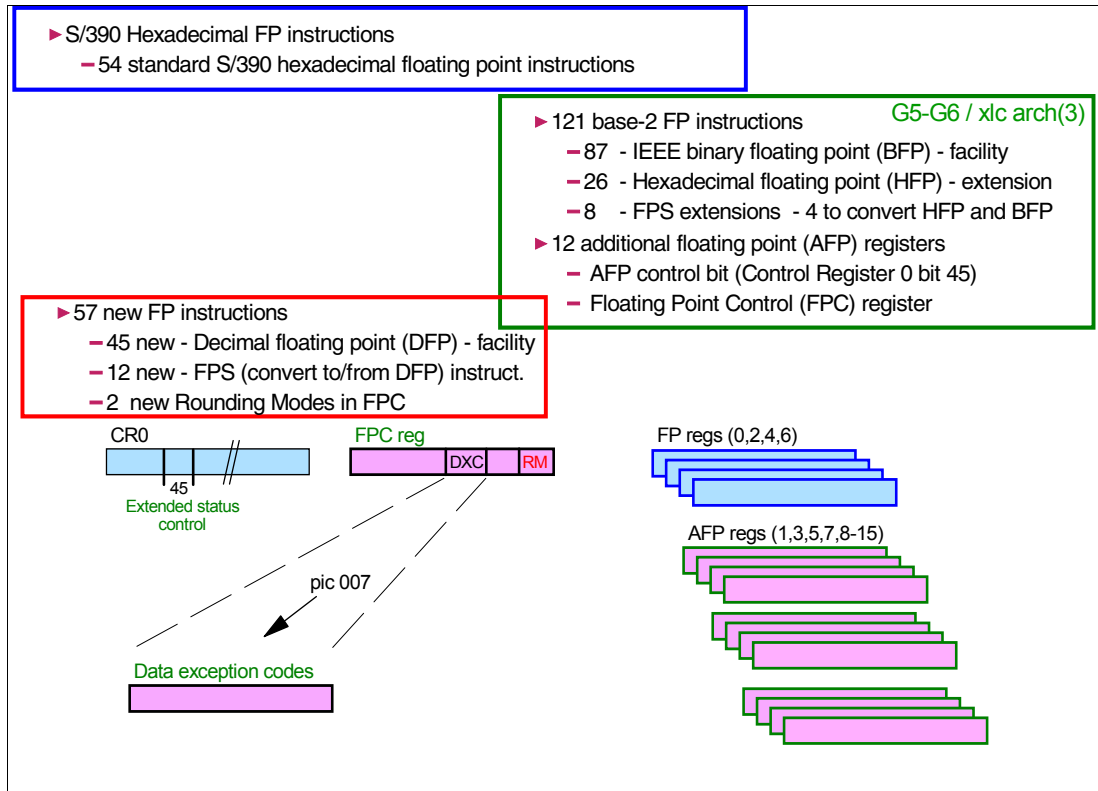 ►S/390 Hexadecimal FP instructions
– 54 standard S/390 hexadecimal floating point instructions
G5-G6 / xlc arch(3)
►121 base-2 FP instructions
– 87 - IEEE binary floating point (BFP) - facility
– 26 - Hexadecimal floating point (HFP) - extension
– 8 - FPS extensions - 4 to convert HFP and BFP
►12 additional floating point (AFP) registers
– AFP control bit (Control Register 0 bit 45)
– Floating Point Control (FPC) register
►57 new FP instructions
– 45 new - Decimal floating point (DFP) - facility
– 12 new - FPS (convert to/from DFP) instruct.
– 2 new Rounding Modes in FPC
CR0
45
Extended status
control
FPC reg
DXC
RM
FP regs (0,2,4,6)
AFP regs (1,3,5,7,8-15)
pic 007
Data exception codes